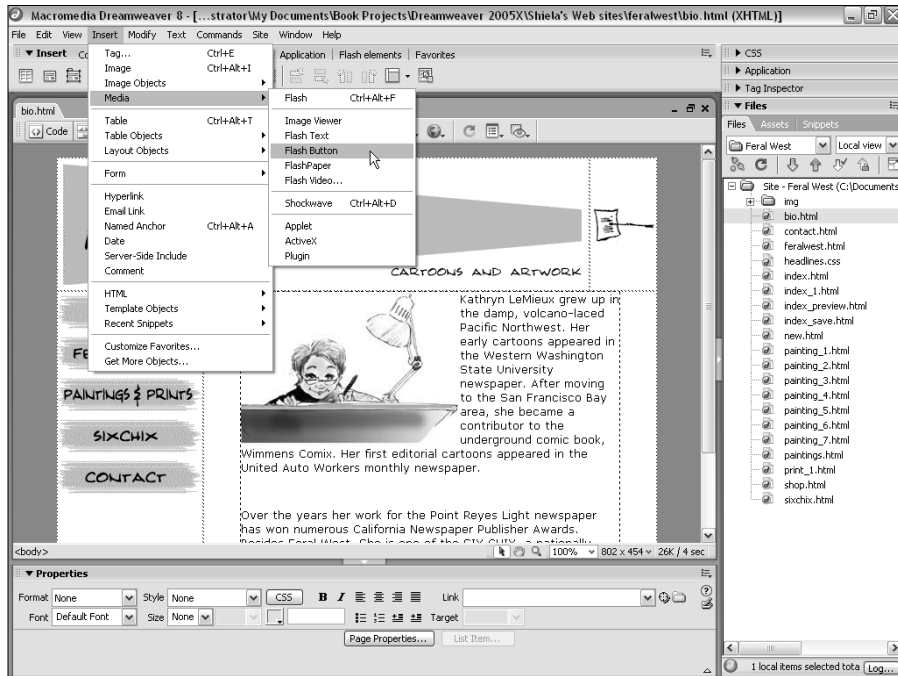 Macromedia Dreamweaver 8 - [...strator\My Documents\Book Projects\Dreamweaver 2005X\Shiela's Web sites\feralwest\bio.html (XHTML)]
File Edit View Insert Modify Text Commands Site Window Help
Insert
Application Flash elements Favorites
Tag... Ctrl+E
Image Ctrl+Alt+I
Image Objects
Media
Table Ctrl+Alt+T
Table Objects
Layout Objects
Form
Hyperlink
Email Link
Named Anchor Ctrl+Alt+A
Date
Server-Side Include
Comment
HTML
Template Objects
Recent Snippets
Customize Favorites...
Get More Objects...
Flash Ctrl+Alt+F
Image Viewer
Flash Text
Flash Button
FlashPaper
Flash Video...
Shockwave Ctrl+Alt+D
Applet
ActiveX
Plugin
bio.html
Code
CARTOONS AND ARTWORK
FE
PAINTINGS & PRINTS
SIXCHIX
CONTACT
Kathryn LeMieux grew up in
the damp, volcano-laced
Pacific Northwest. Her
early cartoons appeared in
the Western Washington
State University
newspaper. After moving
to the San Francisco Bay
area, she became a
contributor to the
underground comic book,
Wimmens Comix. Her first editorial cartoons appeared in the
United Auto Workers monthly newspaper.
Over the years her work for the Point Reyes Light newspaper
has won numerous California Newspaper Publisher Awards.
Besides Feral West, She is one of the SIX CHIX, a nationally
<body> 100% 802 x 454 26K / 4 sec
Properties
Format None Style None CSS B I Link
Font Default Font Size None Target
Page Properties... List Item...
CSS
Application
Tag Inspector
Files
Files Assets Snippets
Feral West Local view
Site - Feral West (C:\Documents
img
bio.html
contact.html
feralwest.html
headlines.css
index.html
index_1.html
index_preview.html
index_save.html
new.html
painting_1.html
painting_2.html
painting_3.html
painting_4.html
painting_5.html
painting_6.html
painting_7.html
paintings.html
print_1.html
shop.html
sixchix.html
1 local items selected tota Log...